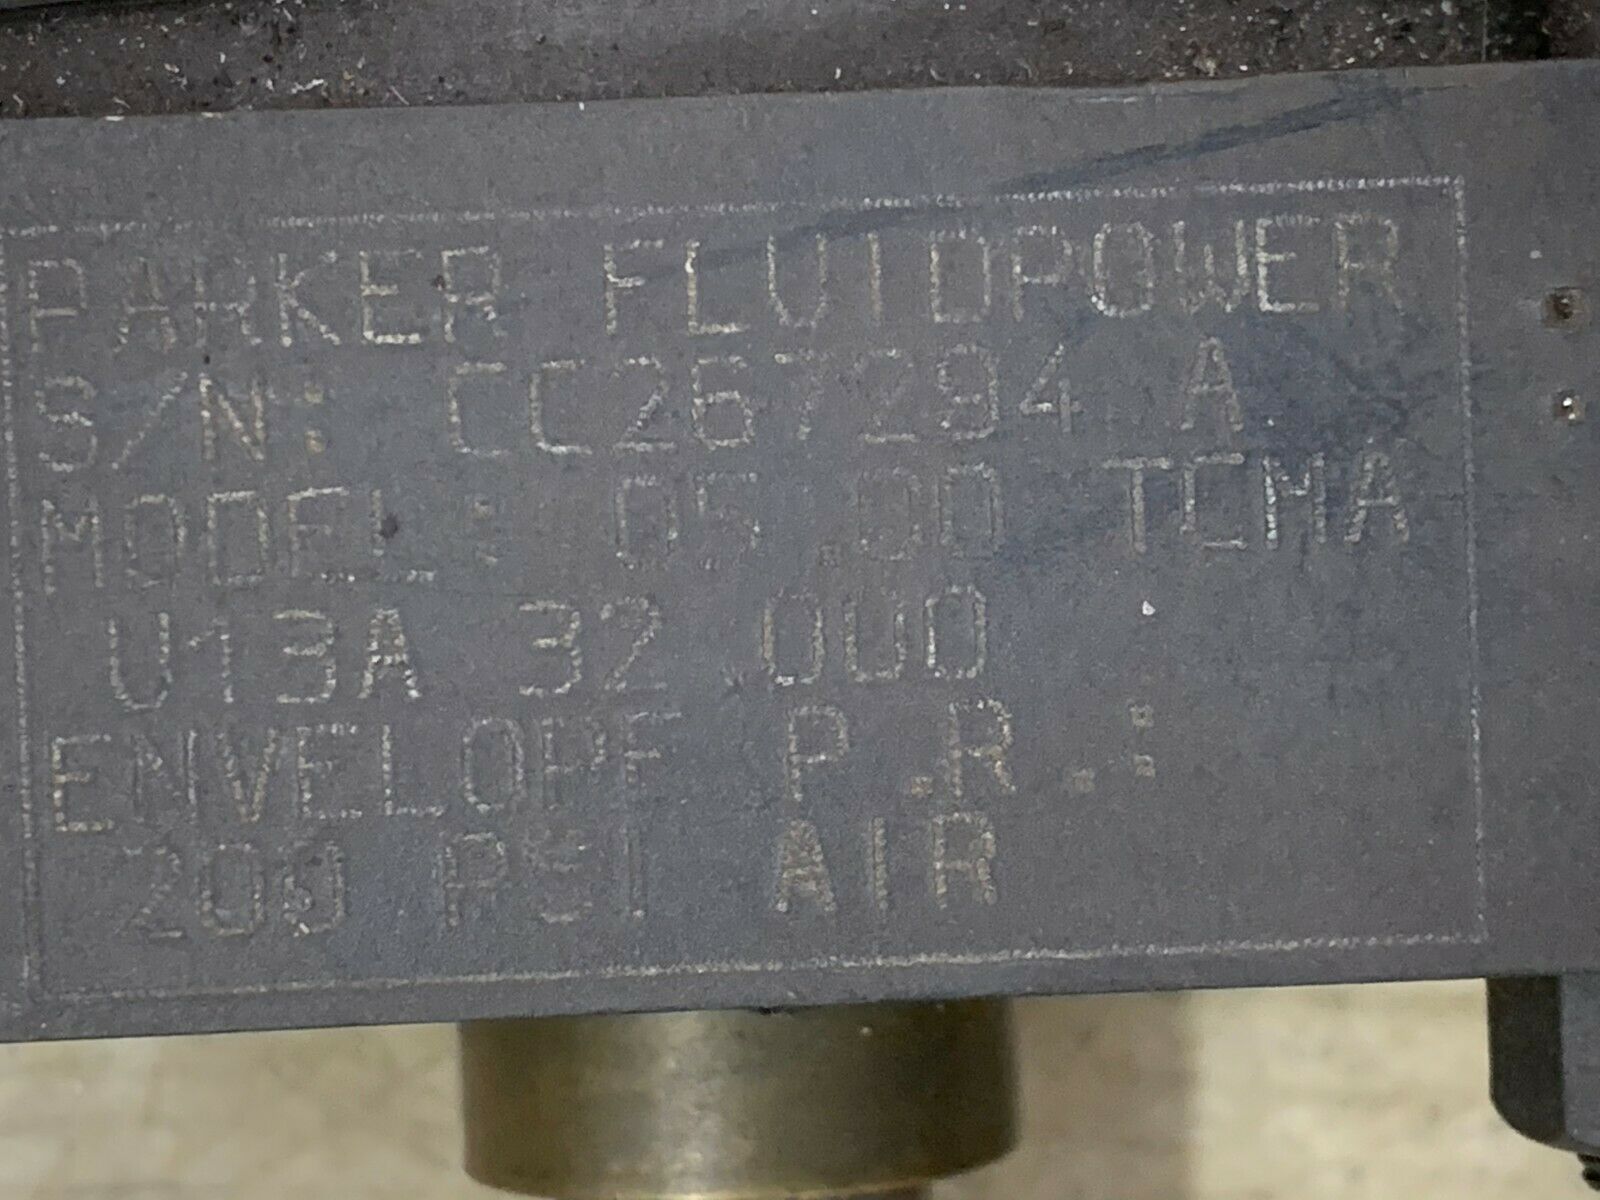 PARKER FLUIDPOWER
S/N: CC267294 A
MODEL: 05.00 TCMA
U13A 32.000
ENVELOPE P.R.:
200 PSI AIR